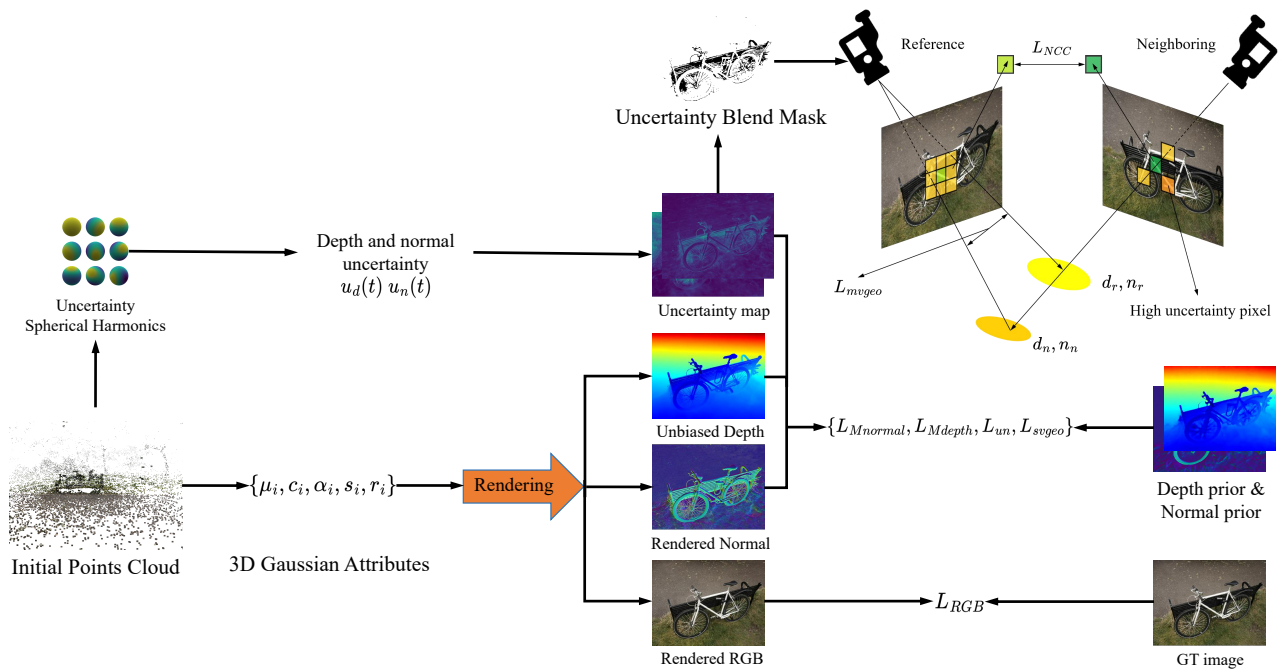 Reference
L_{NCC}
Neighboring
Uncertainty Blend Mask
Depth and normal
uncertainty
u_d(t) u_n(t)
Uncertainty
Spherical Harmonics
Uncertainty map
L_{mvgeo}
d_r, n_r
High uncertainty pixel
d_n, n_n
Unbiased Depth
{L_{Mnormal}, L_{Mdepth}, L_{un}, L_{svgeo}}
Depth prior &
Normal prior
{μ_i, c_i, α_i, s_i, r_i}
Rendering
Rendered Normal
Initial Points Cloud
3D Gaussian Attributes
L_{RGB}
Rendered RGB
GT image